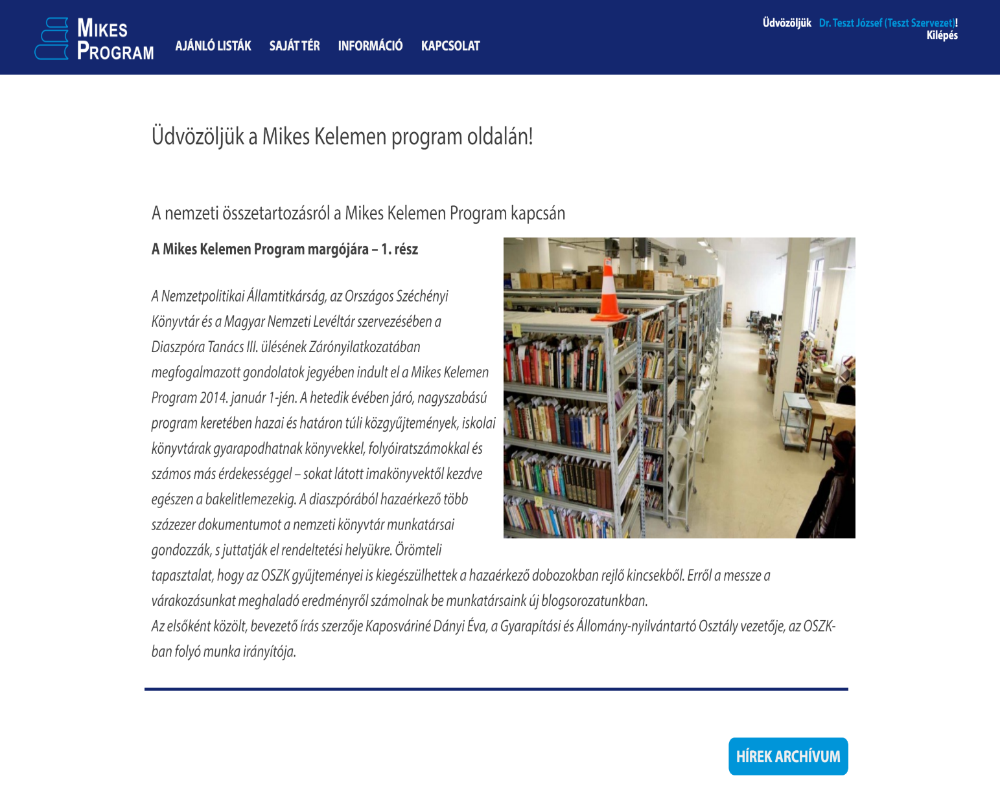 MIKES
PROGRAM
AJÁNLÓ LISTÁK
SAJÁT TÉR
INFORMÁCIÓ
KAPCSOLAT
Üdvözöljük Dr. Teszt József (Teszt Szervezet)!
Kilépés
Üdvözöljük a Mikes Kelemen program oldalán!
A nemzeti összetartozásról a Mikes Kelemen Program kapcsán
A Mikes Kelemen Program margójára – 1. rész
A Nemzetpolitikai Államtitkárság, az Országos Széchényi
Könyvtár és a Magyar Nemzeti Levéltár szervezésében a
Diaszpóra Tanács III. ülésének Zárónyilatkozatában
megfogalmazott gondolatok jegyében indult el a Mikes Kelemen
Program 2014. január 1-jén. A hetedik évében járó, nagyszabású
program keretében hazai és határon túli közgyűjtemények, iskolai
könyvtárak gyarapodhatnak könyvekkel, folyóiratszámokkal és
számos más érdekességgel – sokat látott imakönyvektől kezdve
egészen a bakelitlemezekig. A diaszpórából hazaérkező több
százezer dokumentumot a nemzeti könyvtár munkatársai
gondozzák, s juttatják el rendeltetési helyükre. Örömteli
tapasztalat, hogy az OSZK gyűjteményei is kiegészülhettek a hazaérkező dobozokban rejlő kincsekből. Erről a messze a
várakozásunkat meghaladó eredményről számolnak be munkatársaink új blogsorozatunkban.
Az elsőként közölt, bevezető írás szerzője Kaposváriné Dányi Éva, a Gyarapítási és Állomány-nyilvántartó Osztály vezetője, az OSZK-
ban folyó munka irányítója.
HÍREK ARCHÍVUM